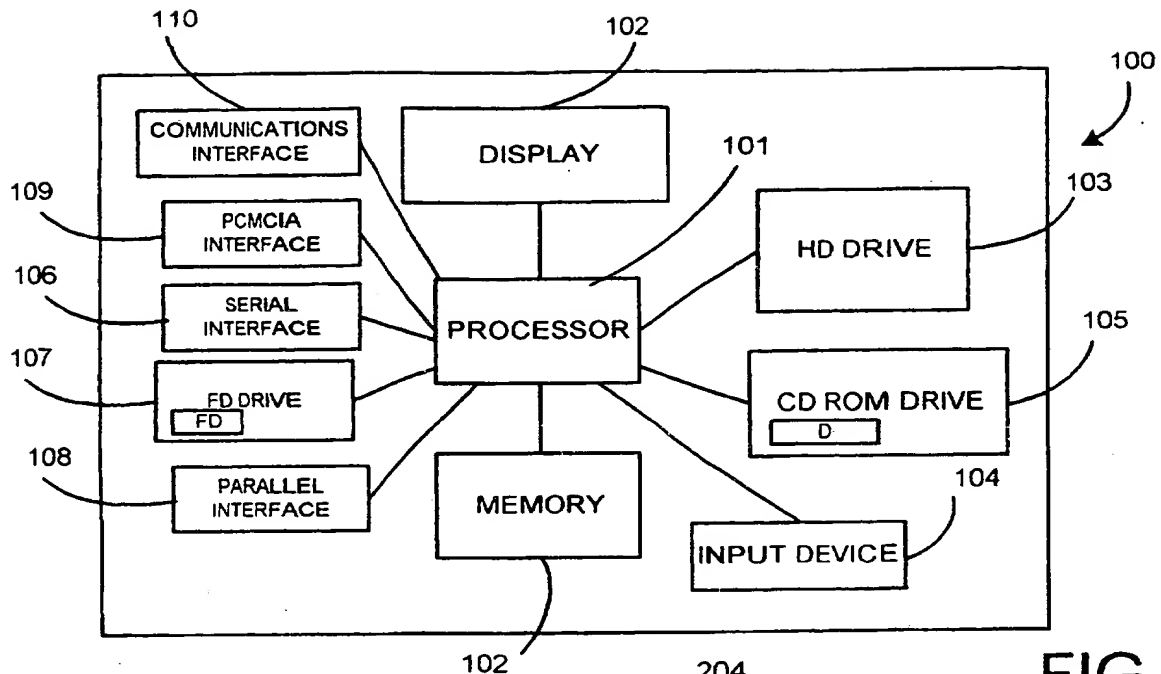 110
102
100
COMMUNICATIONS
INTERFACE
DISPLAY
101
109
PCMCIA
INTERFACE
HD DRIVE
103
106
SERIAL
INTERFACE
PROCESSOR
105
107
FD DRIVE
FD
CD ROM DRIVE
D
108
PARALLEL
INTERFACE
MEMORY
104
INPUT DEVICE
102
204
FIG